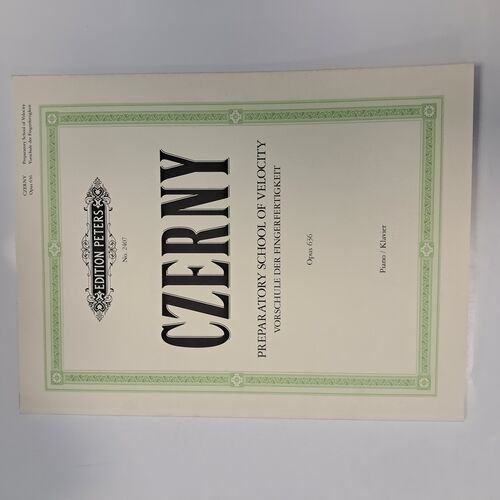 CZERNY Preparatory School of Velocity
Opus 636 Vorschule der Fingerfertigkeit
EDITION PETERS
No. 2407
CZERNY
PREPARATORY SCHOOL OF VELOCITY
VORSCHULE DER FINGERFERTIGKEIT
Opus 636
Piano / Klavier